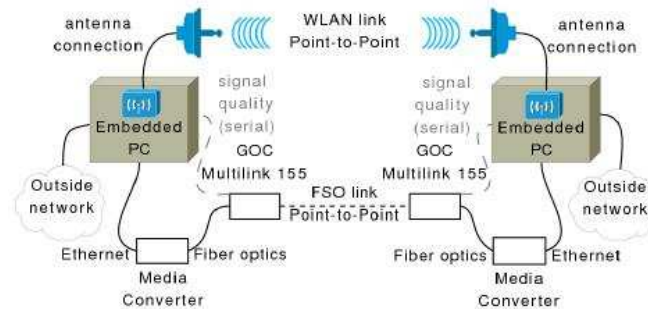 antenna
connection
WLAN link
Point-to-Point
antenna
connection
signal
quality
(serial)
GOC
Multilink 155
signal
quality
(serial)
GOC
Multilink 155
Embedded
PC
Embedded
PC
Outside
network
Outside
network
FSO link
Point-to-Point
Ethernet
Fiber optics
Media
Converter
Fiber optics
Ethernet
Media
Converter